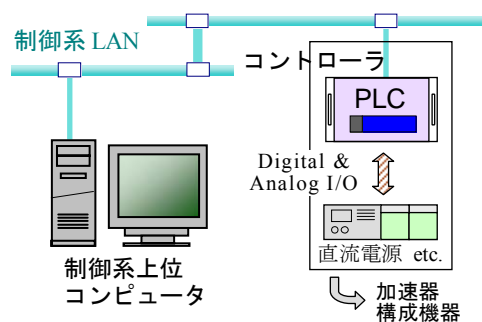 制御系 LAN
コントローラ
PLC
Digital &
Analog I/O
直流電源 etc.
制御系上位
コンピュータ
加速器
構成機器